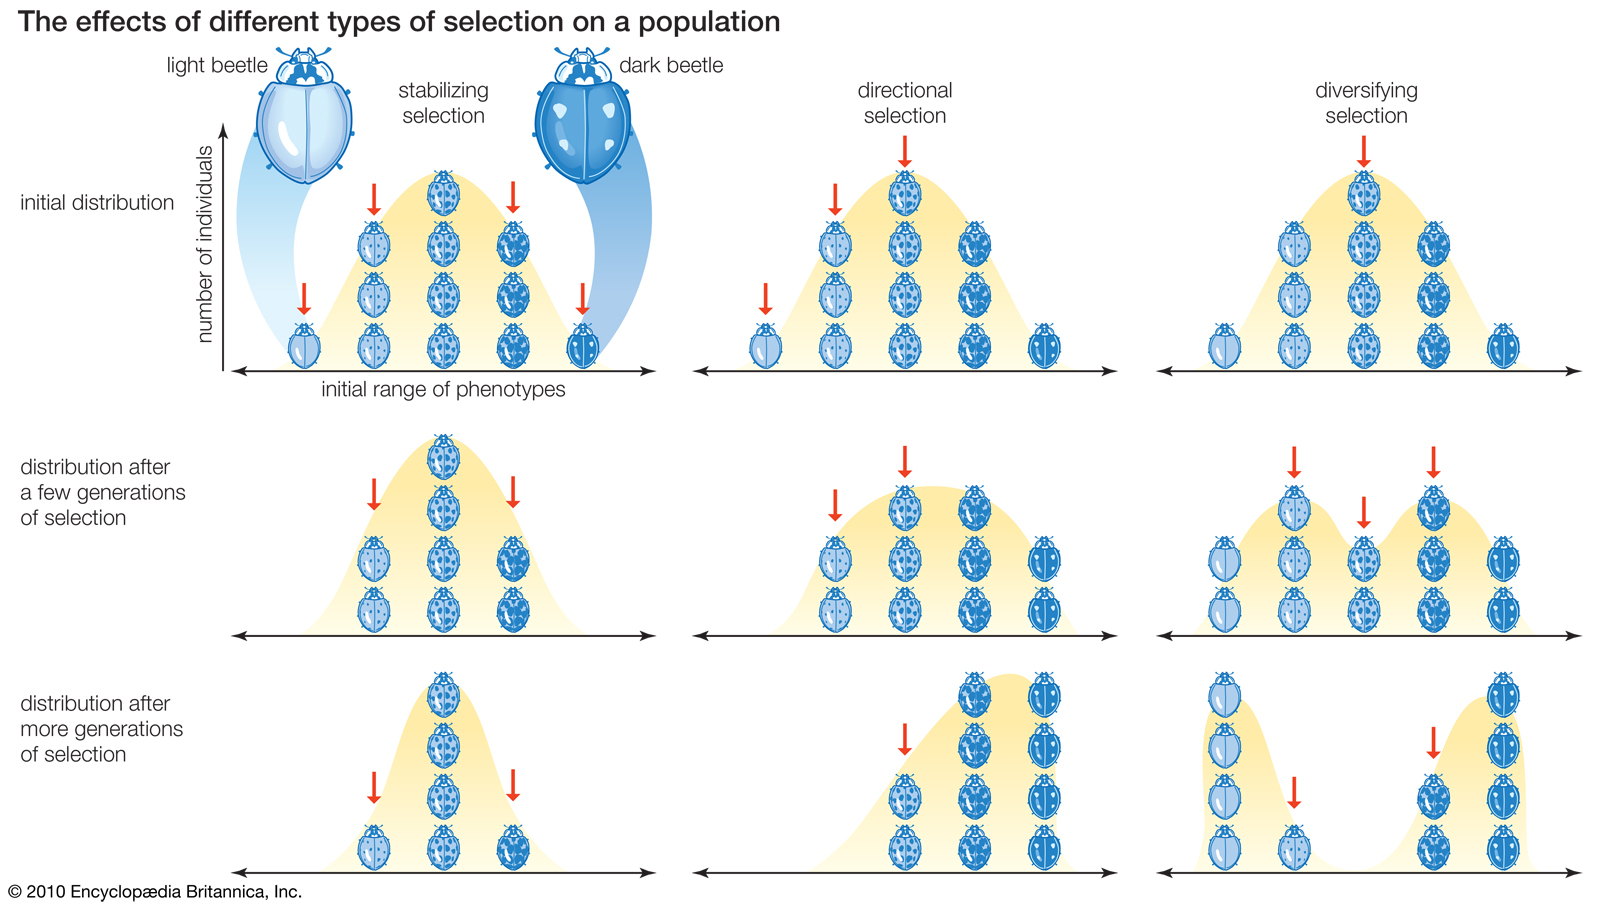 The effects of different types of selection on a population
light beetle
dark beetle
stabilizing
selection
directional
selection
diversifying
selection
initial distribution
number of individuals
initial range of phenotypes
distribution after
a few generations
of selection
distribution after
more generations
of selection
© 2010 Encyclopædia Britannica, Inc.